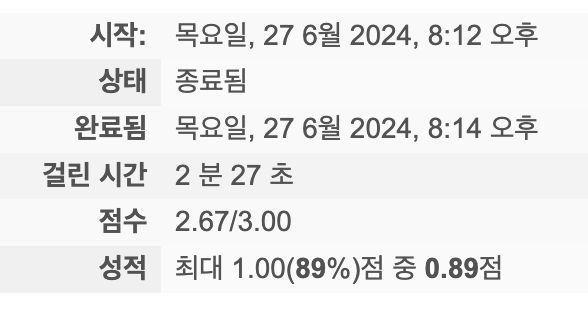 시작: 목요일, 27 6월 2024, 8:12 오후
상태 종료됨
완료됨 목요일, 27 6월 2024, 8:14 오후
걸린 시간 2 분 27 초
점수 2.67/3.00
성적 최대 1.00(89%)점 중 0.89점